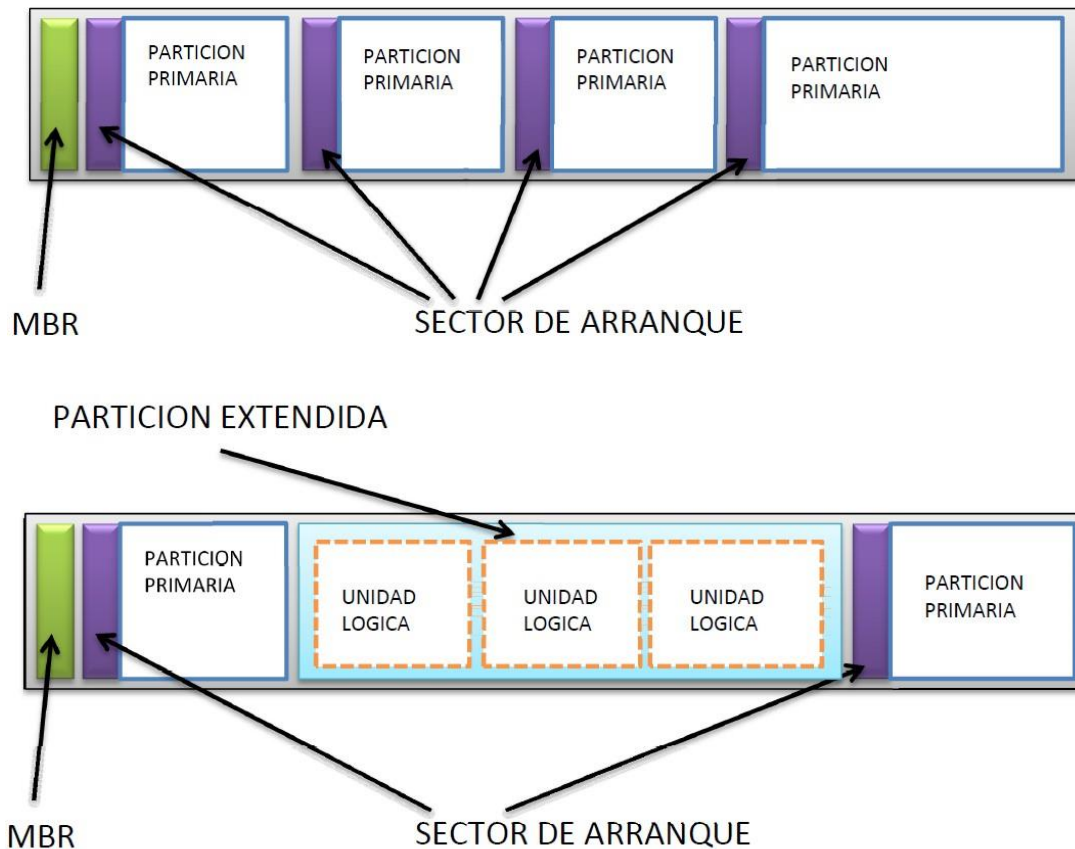 PARTICION
PRIMARIA
PARTICION
PRIMARIA
PARTICION
PRIMARIA
PARTICION
PRIMARIA
MBR
SECTOR DE ARRANQUE
PARTICION EXTENDIDA
PARTICION
PRIMARIA
UNIDAD
LOGICA
UNIDAD
LOGICA
UNIDAD
LOGICA
PARTICION
PRIMARIA
MBR
SECTOR DE ARRANQUE